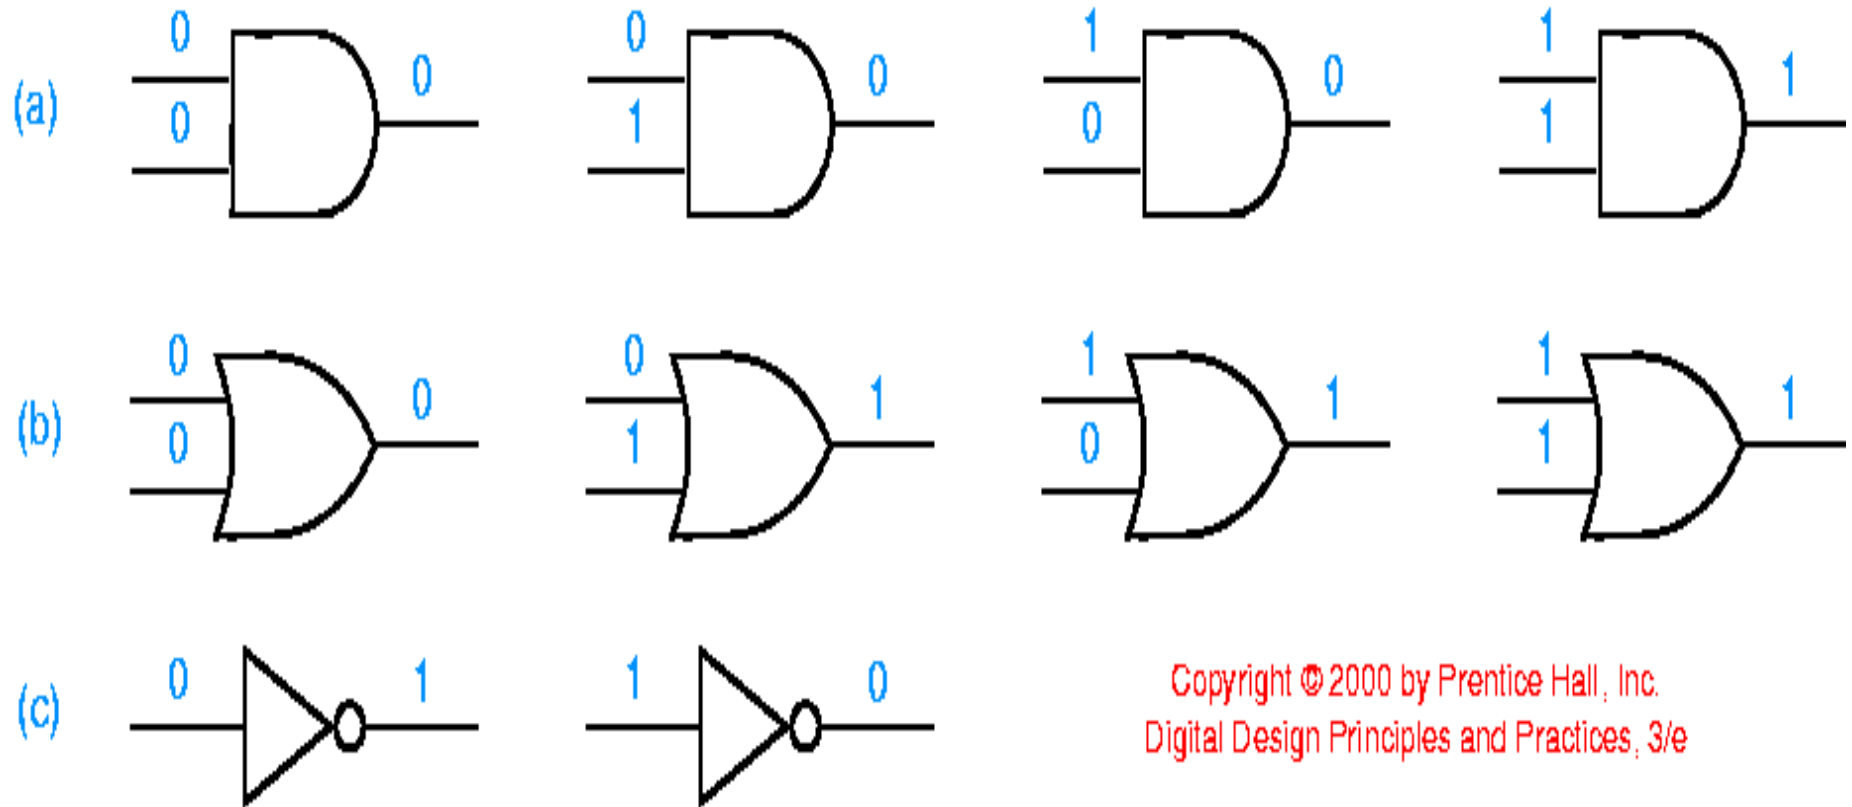 0 0 1 1
0 0 0 1
(a)
0 1 0 1
0 0 1 1
0 1 1 1
(b)
0 1 0 1
0 1 1 0
(c)
Copyright © 2000 by Prentice Hall, Inc.
Digital Design Principles and Practices, 3/e